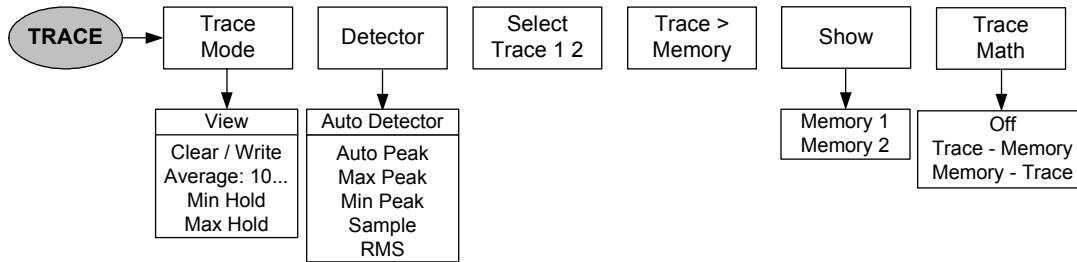 TRACE
Trace
Mode
Detector
Select
Trace 1 2
Trace >
Memory
Show
Trace
Math
View
Clear / Write
Average: 10...
Min Hold
Max Hold
Auto Detector
Auto Peak
Max Peak
Min Peak
Sample
RMS
Memory 1
Memory 2
Off
Trace - Memory
Memory - Trace